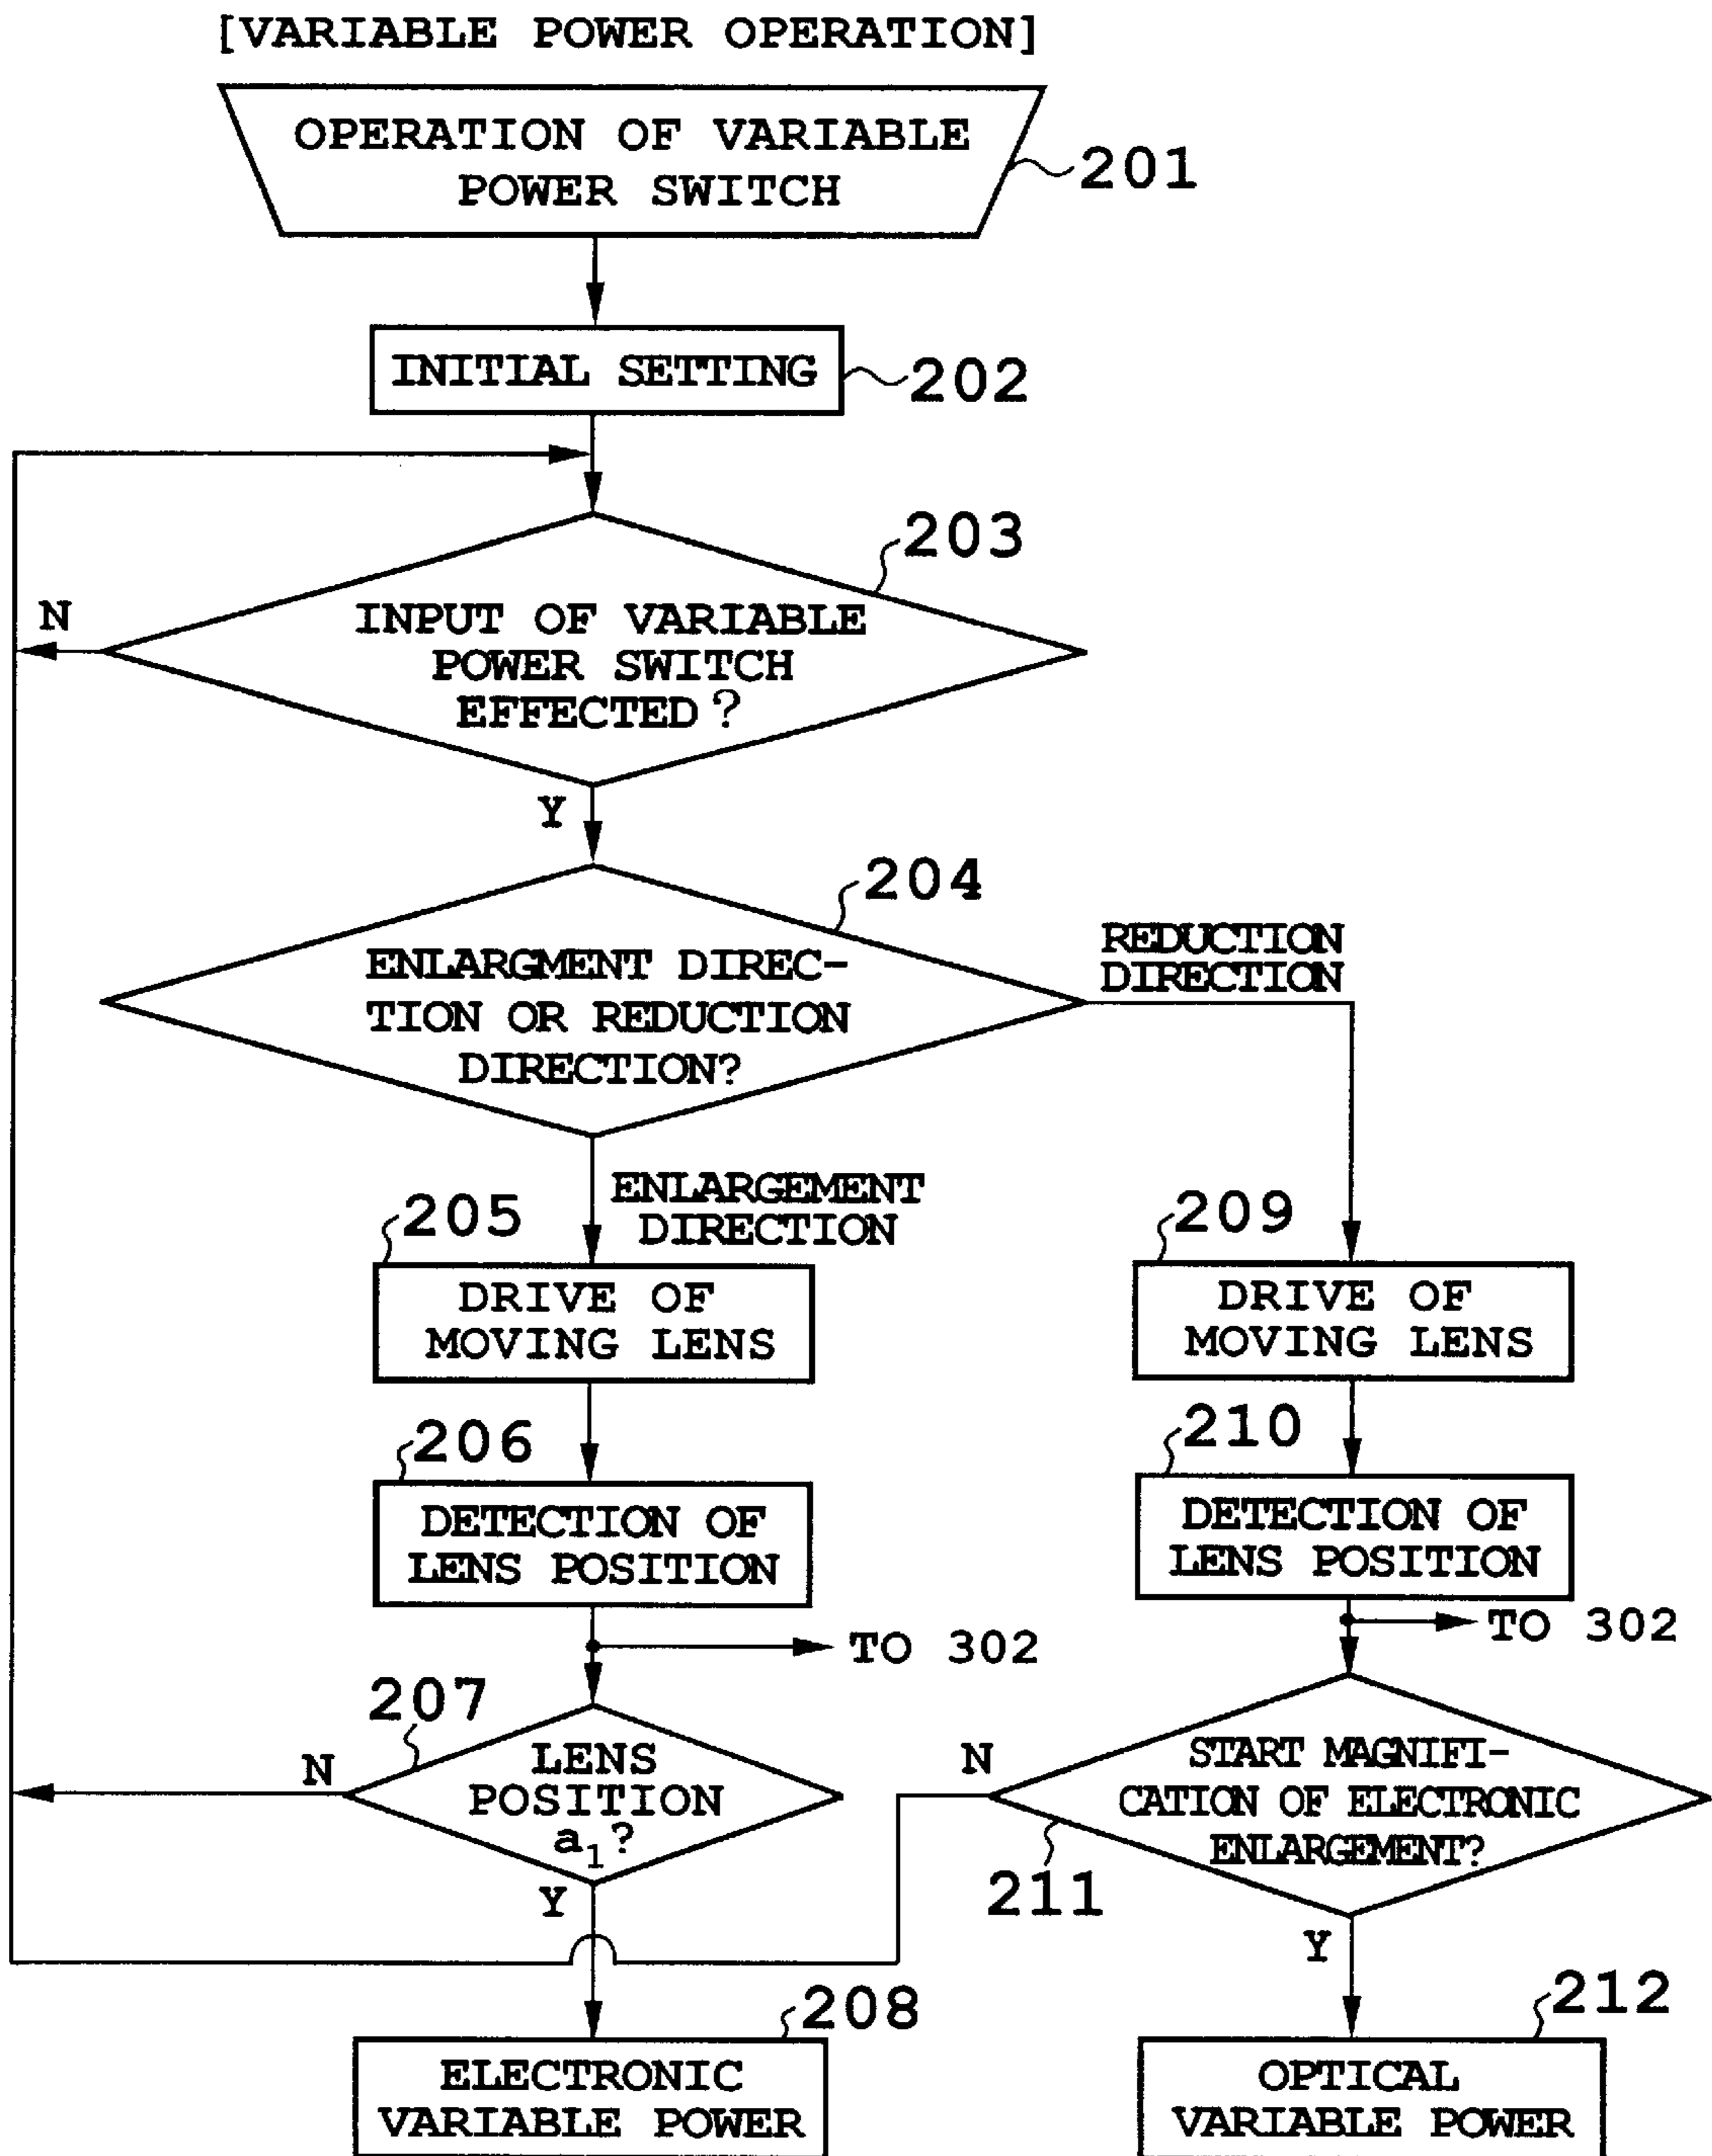 [VARIABLE POWER OPERATION]
OPERATION OF VARIABLE
POWER SWITCH
201
INITIAL SETTING
202
203
N
INPUT OF VARIABLE
POWER SWITCH
EFFECTED?
Y
204
ENLARGMENT DIREC-
TION OR REDUCTION
DIRECTION?
REDUCTION
DIRECTION
ENLARGEMENT
DIRECTION
205
DRIVE OF
MOVING LENS
209
DRIVE OF
MOVING LENS
206
DETECTION OF
LENS POSITION
210
DETECTION OF
LENS POSITION
TO 302
TO 302
207
N
LENS
POSITION
a₁?
Y
N
START MAGNIFI-
CATION OF ELECTRONIC
ENLARGEMENT?
211
Y
208
ELECTRONIC
VARIABLE POWER
212
OPTICAL
VARIABLE POWER